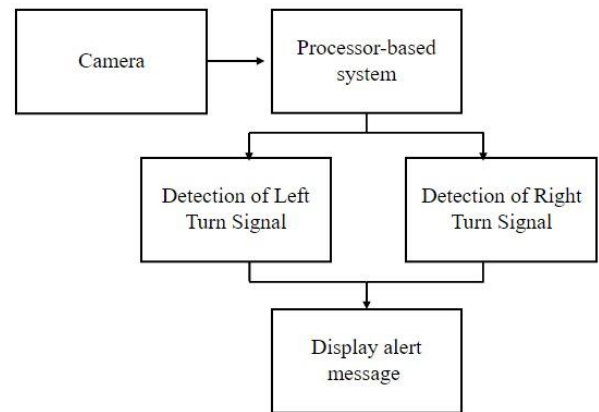 Camera
Processor-based
system
Detection of Left
Turn Signal
Detection of Right
Turn Signal
Display alert
message